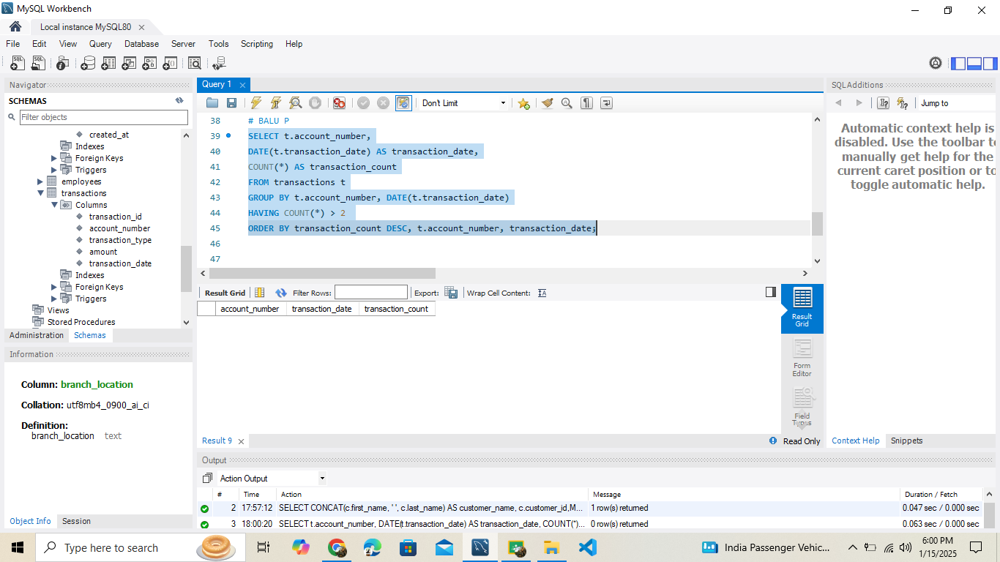 MySQL Workbench
Local instance MySQL80
File Edit View Query Database Server Tools Scripting Help
Navigator
SCHEMAS
Filter objects
created_at
Indexes
Foreign Keys
Triggers
employees
transactions
Columns
transaction_id
account_number
transaction_type
amount
transaction_date
Indexes
Foreign Keys
Triggers
Views
Stored Procedures
Administration Schemas
Information
Column: branch_location
Collation: utf8mb4_0900_ai_ci
Definition:
branch_location text
Object Info Session
Query 1
Don't Limit
38 # BALU P
39 SELECT t.account_number,
40 DATE(t.transaction_date) AS transaction_date,
41 COUNT(*) AS transaction_count
42 FROM transactions t
43 GROUP BY t.account_number, DATE(t.transaction_date)
44 HAVING COUNT(*) > 2
45 ORDER BY transaction_count DESC, t.account_number, transaction_date;
46
47
Result Grid Filter Rows: Export: Wrap Cell Content:
account_number transaction_date transaction_count
Result
Grid
Form
Editor
Field
Types
Result 9
Read Only
Output
Action Output
# Time Action Message Duration / Fetch
2 17:57:12 SELECT CONCAT(c.first_name, ' ', c.last_name) AS customer_name, c.customer_id,M... 1 row(s) returned 0.047 sec / 0.000 sec
3 18:00:20 SELECT t.account_number, DATE(t.transaction_date) AS transaction_date, COUNT(*)... 0 row(s) returned 0.063 sec / 0.000 sec
SQLAdditions
Jump to
Automatic context help is
disabled. Use the toolbar to
manually get help for the
current caret position or to
toggle automatic help.
Context Help Snippets
Type here to search
India Passenger Vehic...
6:00 PM
1/15/2025